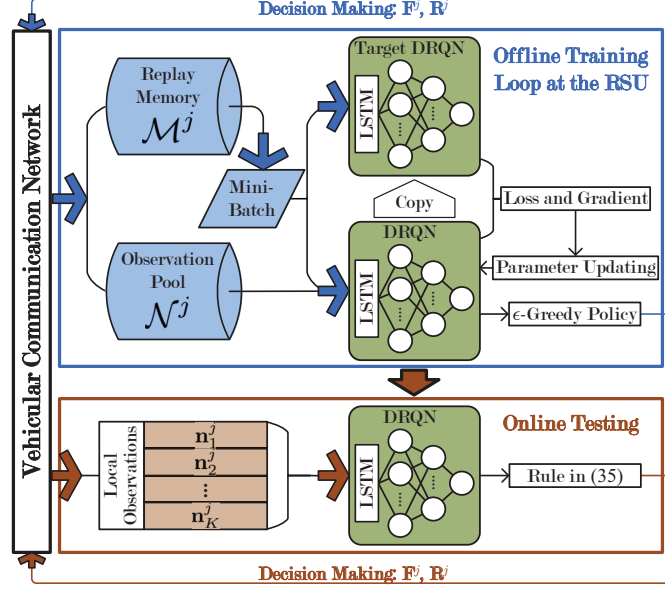 Decision Making: F^j, R^j
Vehicular Communication Network
Offline Training
Loop at the RSU
Replay
Memory
ℳ^j
Mini-
Batch
Observation
Pool
𝒩^j
Target DRQN
LSTM
Copy
DRQN
LSTM
Loss and Gradient
Parameter Updating
ϵ-Greedy Policy
Online Testing
Local
Observations
n_1^j
n_2^j
...
n_K^j
DRQN
LSTM
Rule in (35)
Decision Making: F^j, R^j